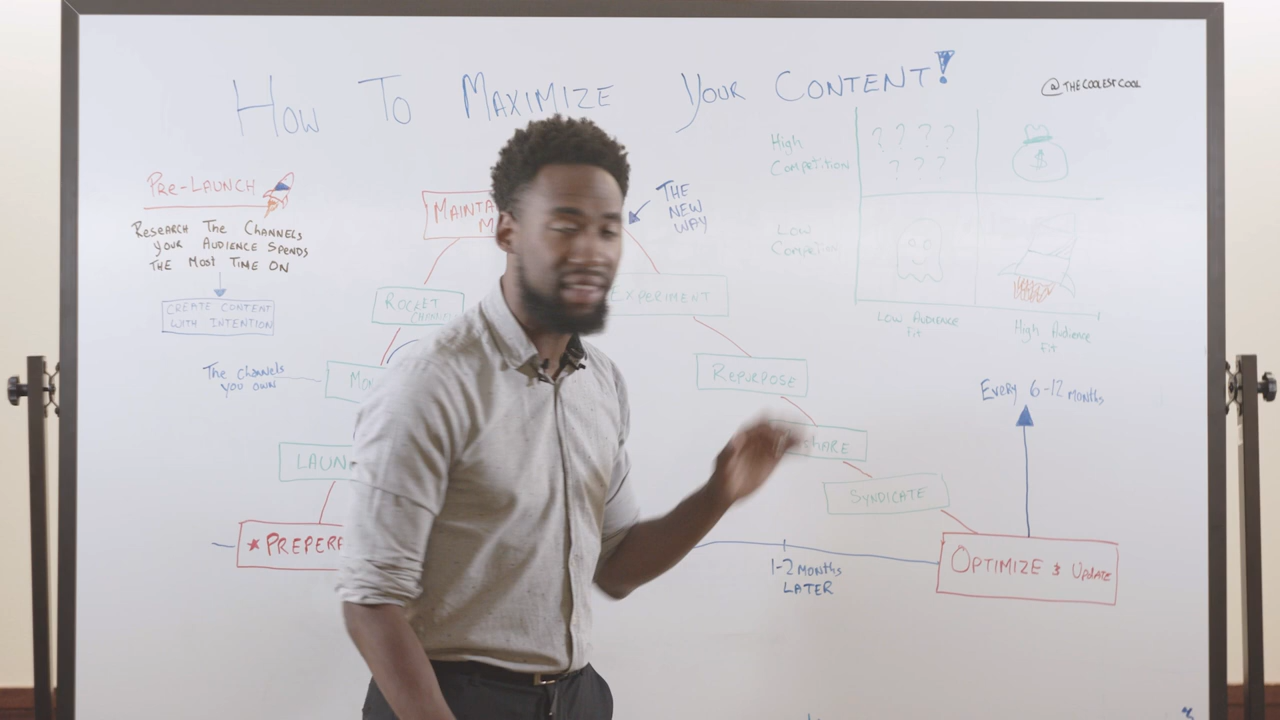 How To Maximize Your Content!
@THECOOLESTCOOL
Pre-Launch
Research The Channels
your Audience Spends
the Most Time On
Create Content
with Intention
The channels
you own
Rocket
The
New
Way
Experiment
Repurpose
Share
Syndicate
Optimize & Update
1-2 months
Later
Every 6-12 months
High
Competition
? ? ? ?
? ? ?
$
Low
Low Audience
Fit
High Audience
Fit